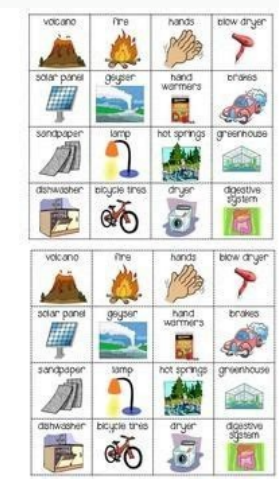 volcano fire hands blow dryer
solar panel geyser hand warmers brakes
sandpaper lamp hot springs greenhouse
dishwasher bicycle tires dryer digestive system
volcano fire hands blow dryer
solar panel geyser hand warmers brakes
sandpaper lamp hot springs greenhouse
dishwasher bicycle tires dryer digestive system